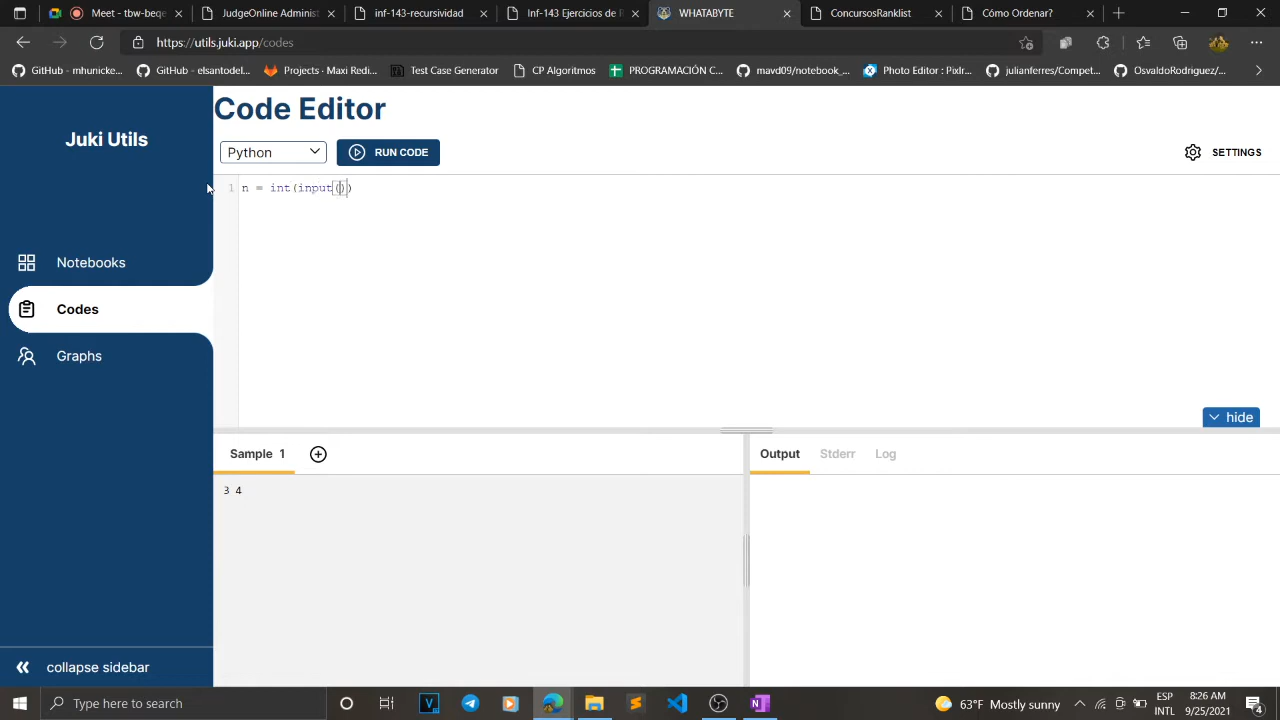 Meet - tbw-beqe
JudgeOnline Administ
inf-143-recursividad
Inf-143 Ejercicios de R
WHATABYTE
ConcursosRanklist
Cómo Ordenar?
https://utils.juki.app/codes
GitHub - mhunicke...
GitHub - elsantodel...
Projects · Maxi Redi...
Test Case Generator
CP Algoritmos
PROGRAMACIÓN C...
mavd09/notebook_...
Photo Editor : Pixlr...
julianferres/Compet...
OsvaldoRodriguez/...
Juki Utils
Notebooks
Codes
Graphs
collapse sidebar
Code Editor
Python
RUN CODE
SETTINGS
1 n = int(input())
hide
Sample 1
3 4
Output Stderr Log
Type here to search
63°F Mostly sunny
ESP
INTL
8:26 AM
9/25/2021
4